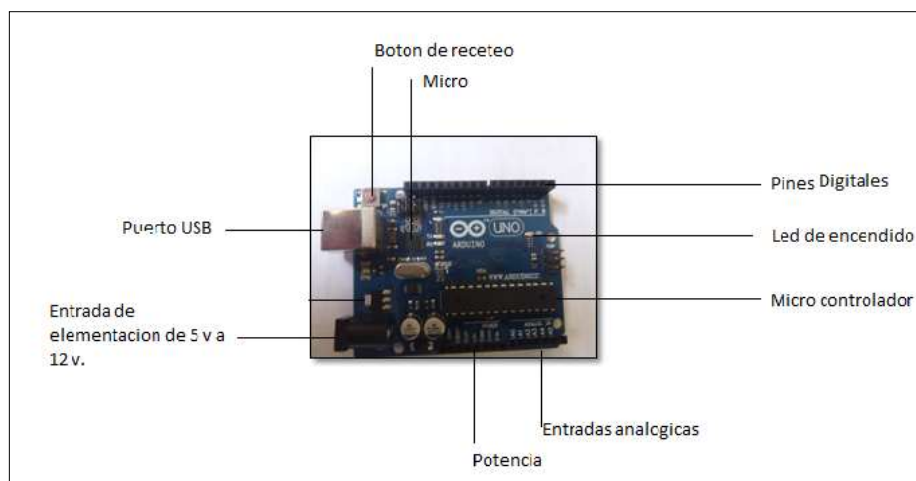 Boton de receteo
Micro
Pines Digitales
Puerto USB
Led de encendido
UNO
ARDUINO
Micro controlador
Entrada de
elementacion de 5 v a
12 v.
Entradas analogicas
Potencia